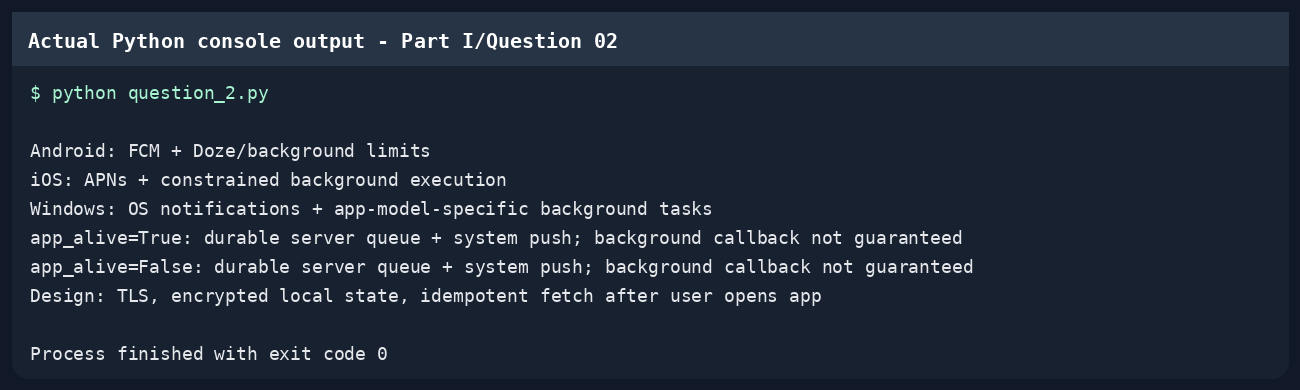 Actual Python console output - Part I/Question 02
$ python question_2.py
Android: FCM + Doze/background limits
iOS: APNs + constrained background execution
Windows: OS notifications + app-model-specific background tasks
app_alive=True: durable server queue + system push; background callback not guaranteed
app_alive=False: durable server queue + system push; background callback not guaranteed
Design: TLS, encrypted local state, idempotent fetch after user opens app
Process finished with exit code 0